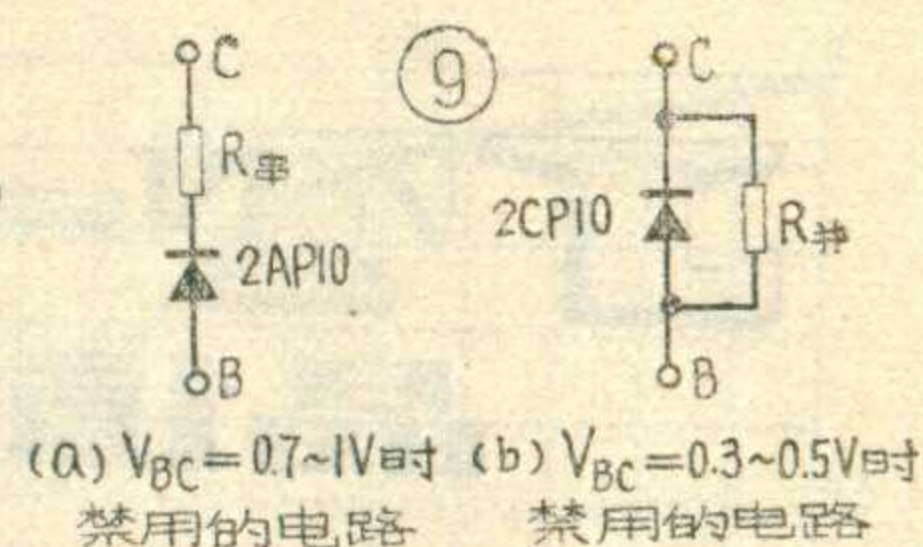 ⑨
C
R串
2AP10
B
(a) VBC=0.7~1V时
禁用的电路
C
2CP10
R并
B
(b) VBC=0.3~0.5V时
禁用的电路